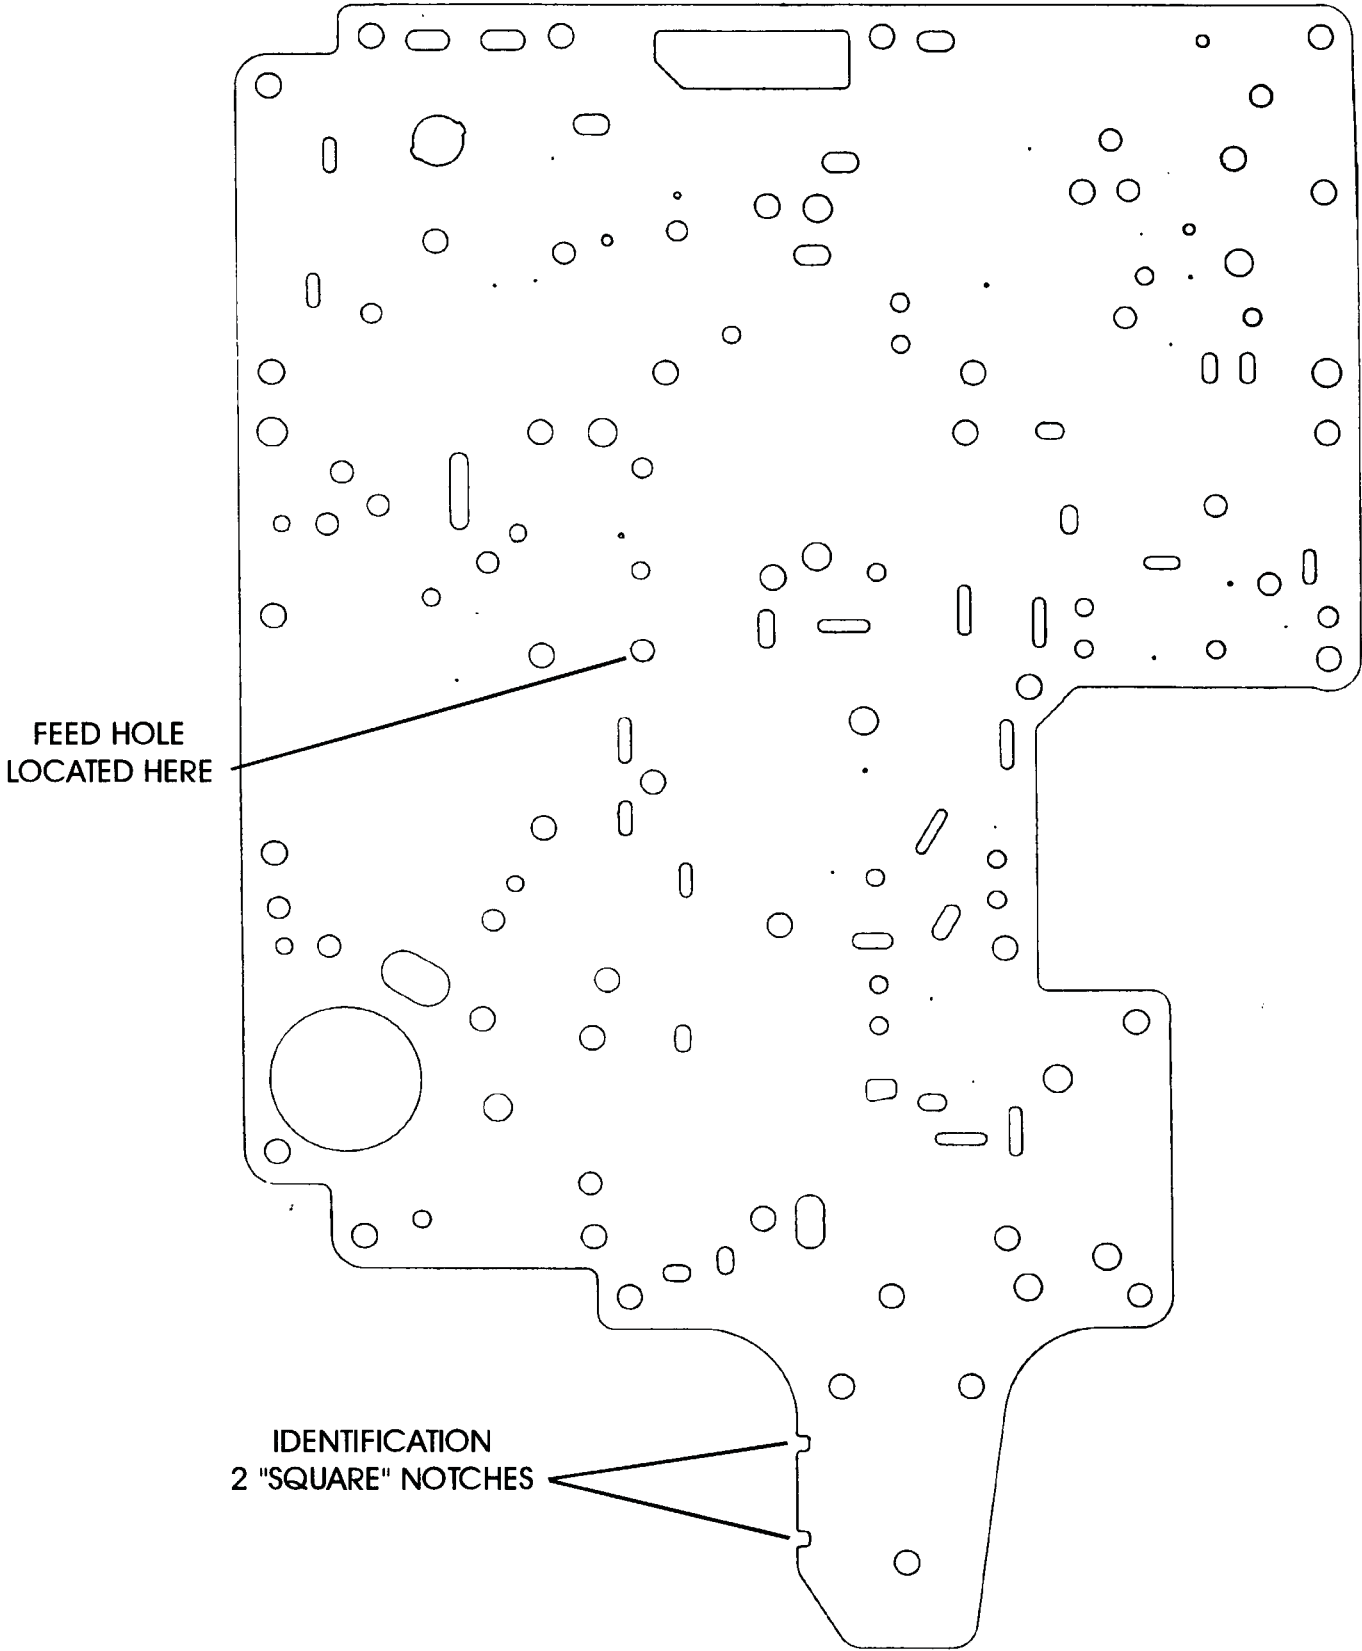 FEED HOLE
LOCATED HERE
IDENTIFICATION
2 "SQUARE" NOTCHES